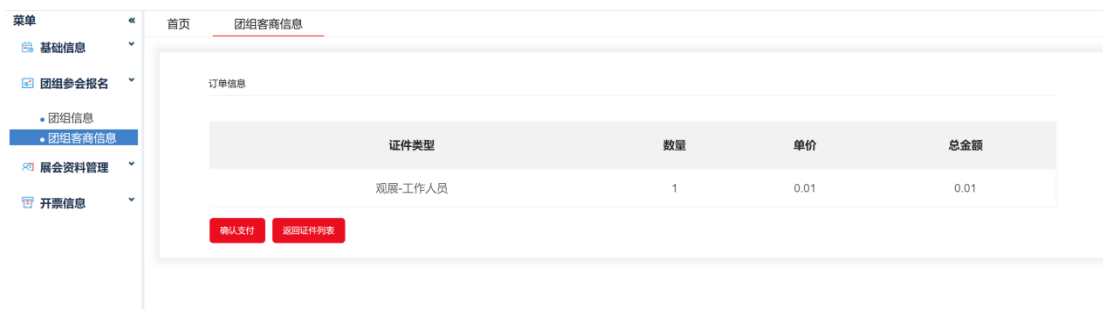 菜单 «
首页 团组客商信息
基础信息
团组参会报名
团组信息
团组客商信息
展会资料管理
开票信息
订单信息
证件类型 数量 单价 总金额
观展-工作人员 1 0.01 0.01
确认支付 返回证件列表